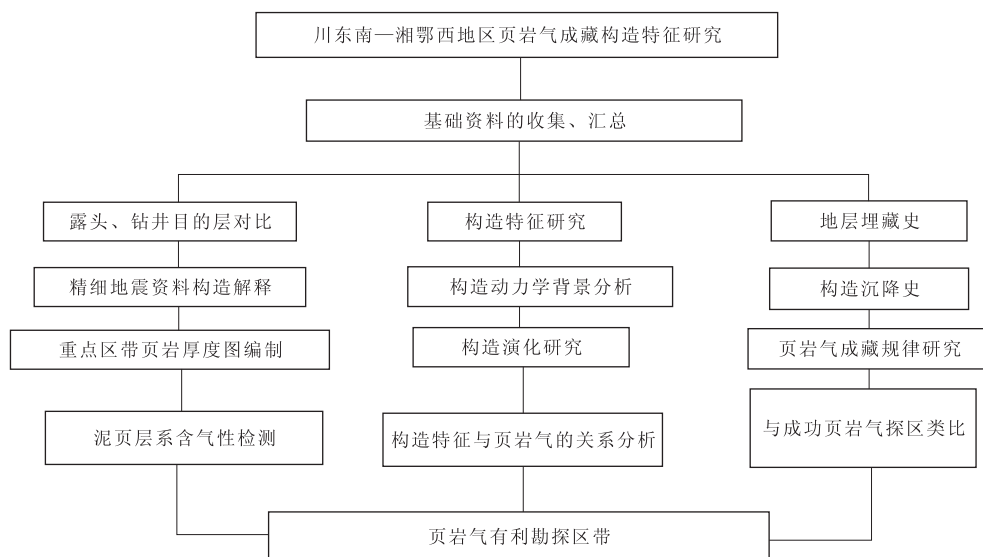 川东南—湘鄂西地区页岩气成藏构造特征研究
基础资料的收集、汇总
露头、钻井目的层对比
构造特征研究
地层埋藏史
精细地震资料构造解释
构造动力学背景分析
构造沉降史
重点区带页岩厚度图编制
构造演化研究
页岩气成藏规律研究
泥页层系含气性检测
构造特征与页岩气的关系分析
与成功页岩气探区类比
页岩气有利勘探区带